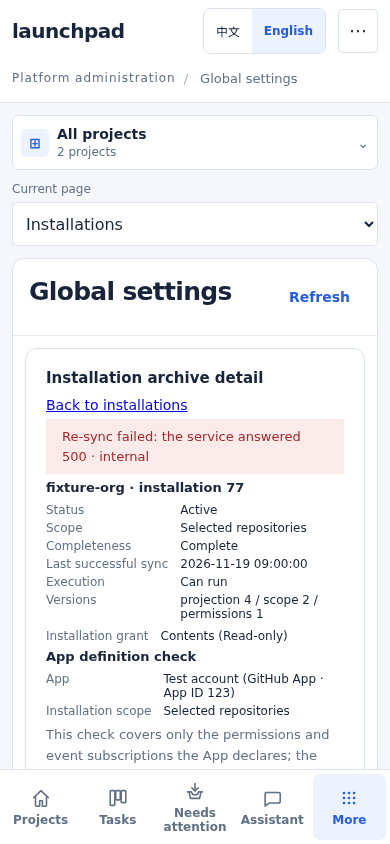 launchpad
中文 English ···
Platform administration / Global settings
All projects
2 projects
Current page
Installations
Global settings
Refresh
Installation archive detail
Back to installations
Re-sync failed: the service answered
500 · internal
fixture-org · installation 77
Status Active
Scope Selected repositories
Completeness Complete
Last successful sync 2026-11-19 09:00:00
Execution Can run
Versions projection 4 / scope 2 /
permissions 1
Installation grant Contents (Read-only)
App definition check
App Test account (GitHub App ·
App ID 123)
Installation scope Selected repositories
This check covers only the permissions and
event subscriptions the App declares; the
Projects
Tasks
Needs
attention
Assistant
More